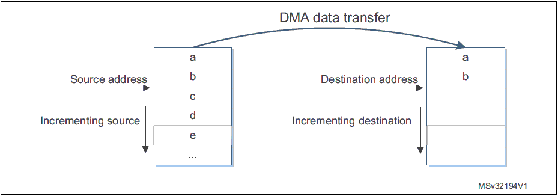 DMA data transfer
a
b
c
d
e
...
Source address
Incrementing source
a
b
Destination address
Incrementing destination
MSv32194V1